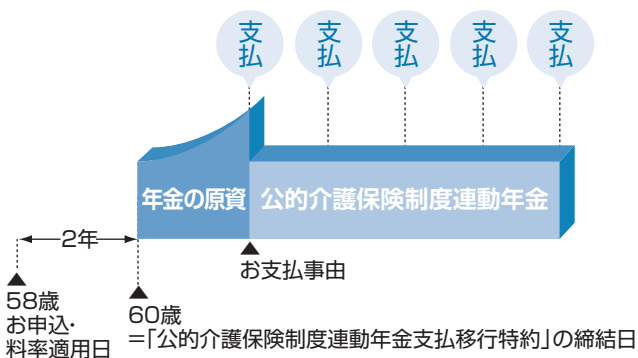 支払
支払
支払
支払
支払
年金の原資
公的介護保険制度連動年金
2年
お支払事由
58歳
お申込・
料率適用日
60歳
=「公的介護保険制度連動年金支払移行特約」の締結日